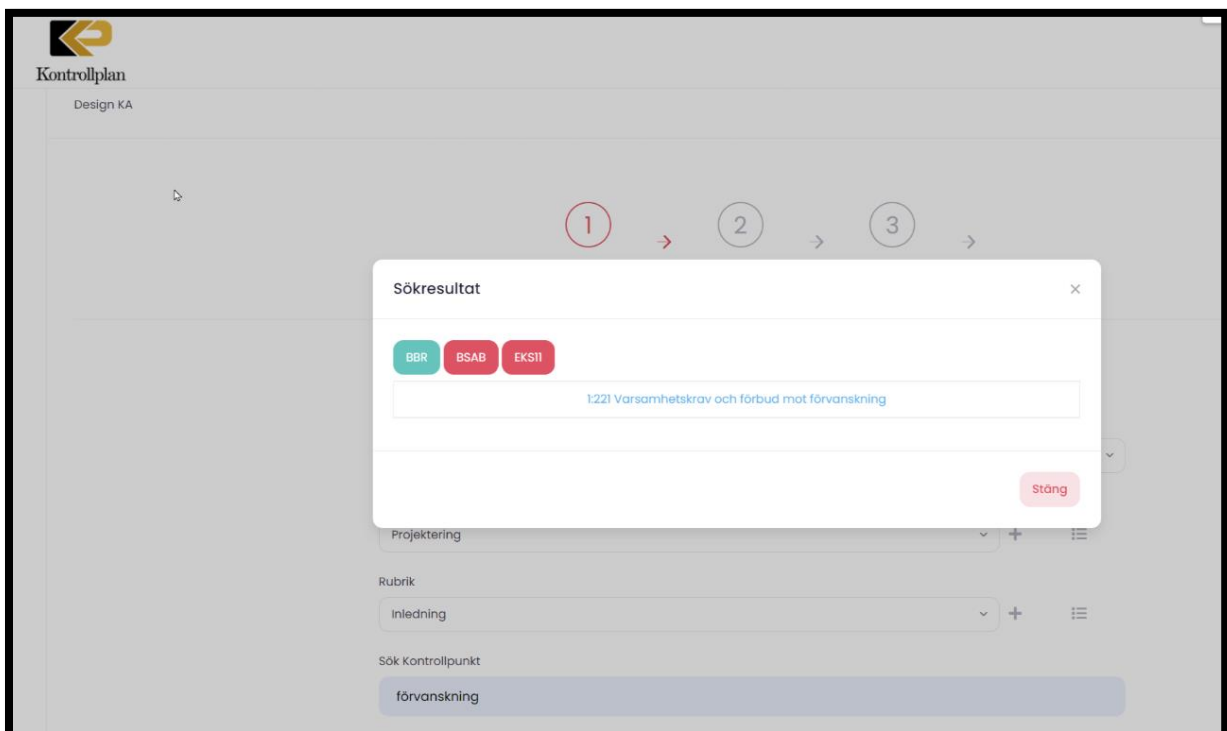 Kontrollplan
Design KA
1
2
3
Sökresultat
BBR BSAB EKS11
1:221 Varsamhetskrav och förbud mot förvanskning
Stäng
Projektering
Rubrik
Inledning
Sök Kontrollpunkt
förvanskning